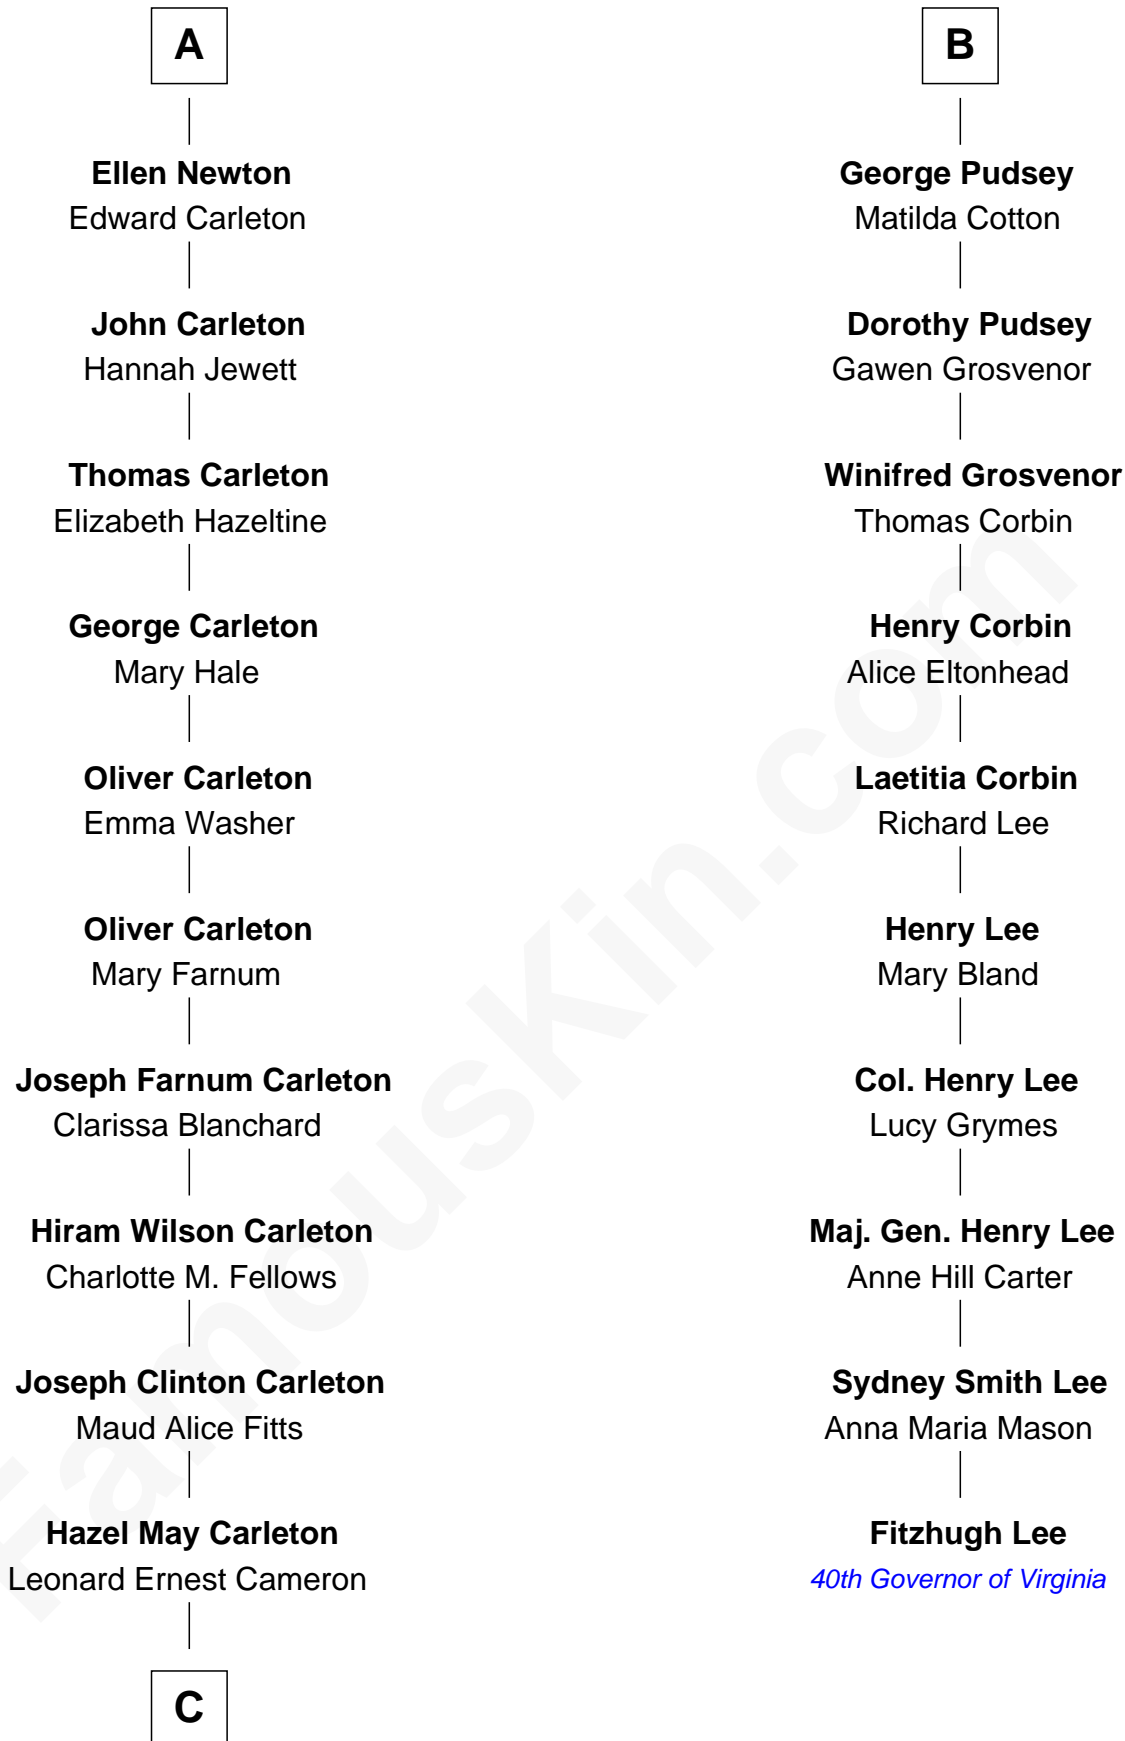 A
Ellen Newton
Edward Carleton
John Carleton
Hannah Jewett
Thomas Carleton
Elizabeth Hazeltine
George Carleton
Mary Hale
Oliver Carleton
Emma Washer
Oliver Carleton
Mary Farnum
Joseph Farnum Carleton
Clarissa Blanchard
Hiram Wilson Carleton
Charlotte M. Fellows
Joseph Clinton Carleton
Maud Alice Fitts
Hazel May Carleton
Leonard Ernest Cameron
C
B
George Pudsey
Matilda Cotton
Dorothy Pudsey
Gawen Grosvenor
Winifred Grosvenor
Thomas Corbin
Henry Corbin
Alice Eltonhead
Laetitia Corbin
Richard Lee
Henry Lee
Mary Bland
Col. Henry Lee
Lucy Grymes
Maj. Gen. Henry Lee
Anne Hill Carter
Sydney Smith Lee
Anna Maria Mason
Fitzhugh Lee
40th Governor of Virginia
FamousKin.com